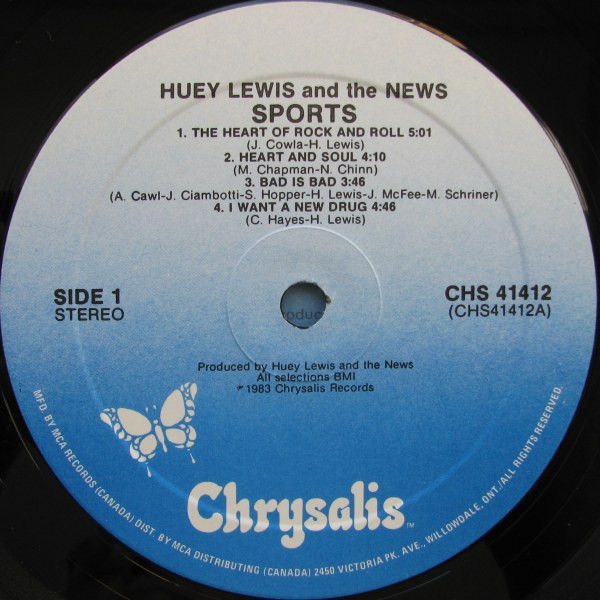 HUEY LEWIS and the NEWS
SPORTS
1. THE HEART OF ROCK AND ROLL 5:01
(J. Cowla-H. Lewis)
2. HEART AND SOUL 4:10
(M. Chapman-N. Chinn)
3. BAD IS BAD 3:46
(A. Cawl-J. Ciambotti-S. Hopper-H. Lewis-J. McFee-M. Schriner)
4. I WANT A NEW DRUG 4:46
(C. Hayes-H. Lewis)
SIDE 1
STEREO
CHS 41412
(CHS41412A)
oduc
Produced by Huey Lewis and the News
All selections BMI
℗1983 Chrysalis Records
Chrysalis™
MFD. BY MCA RECORDS (CANADA) DIST. BY MCA DISTRIBUTING (CANADA) 2450 VICTORIA PK. AVE., WILLOWDALE, ONT./ALL RIGHTS RESERVED.